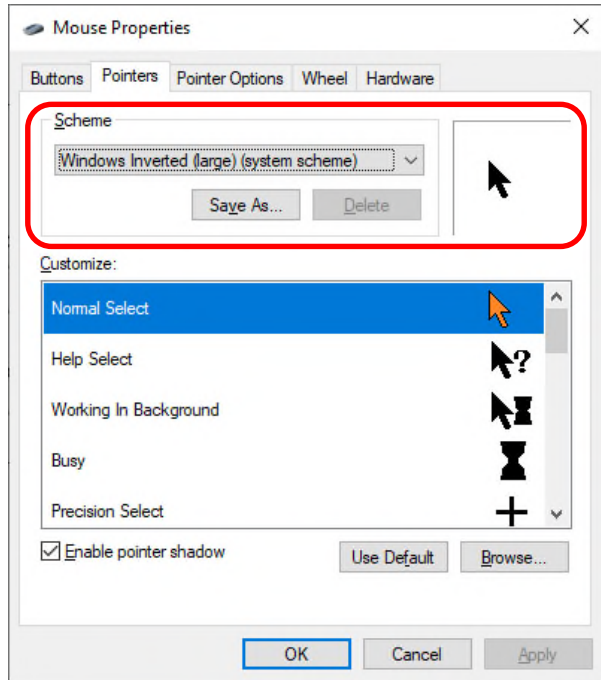 Mouse Properties
Buttons Pointers Pointer Options Wheel Hardware
Scheme
Windows Inverted (large) (system scheme)
Save As... Delete
Customize:
Normal Select
Help Select
Working In Background
Busy
Precision Select
Enable pointer shadow Use Default Browse...
OK Cancel Apply